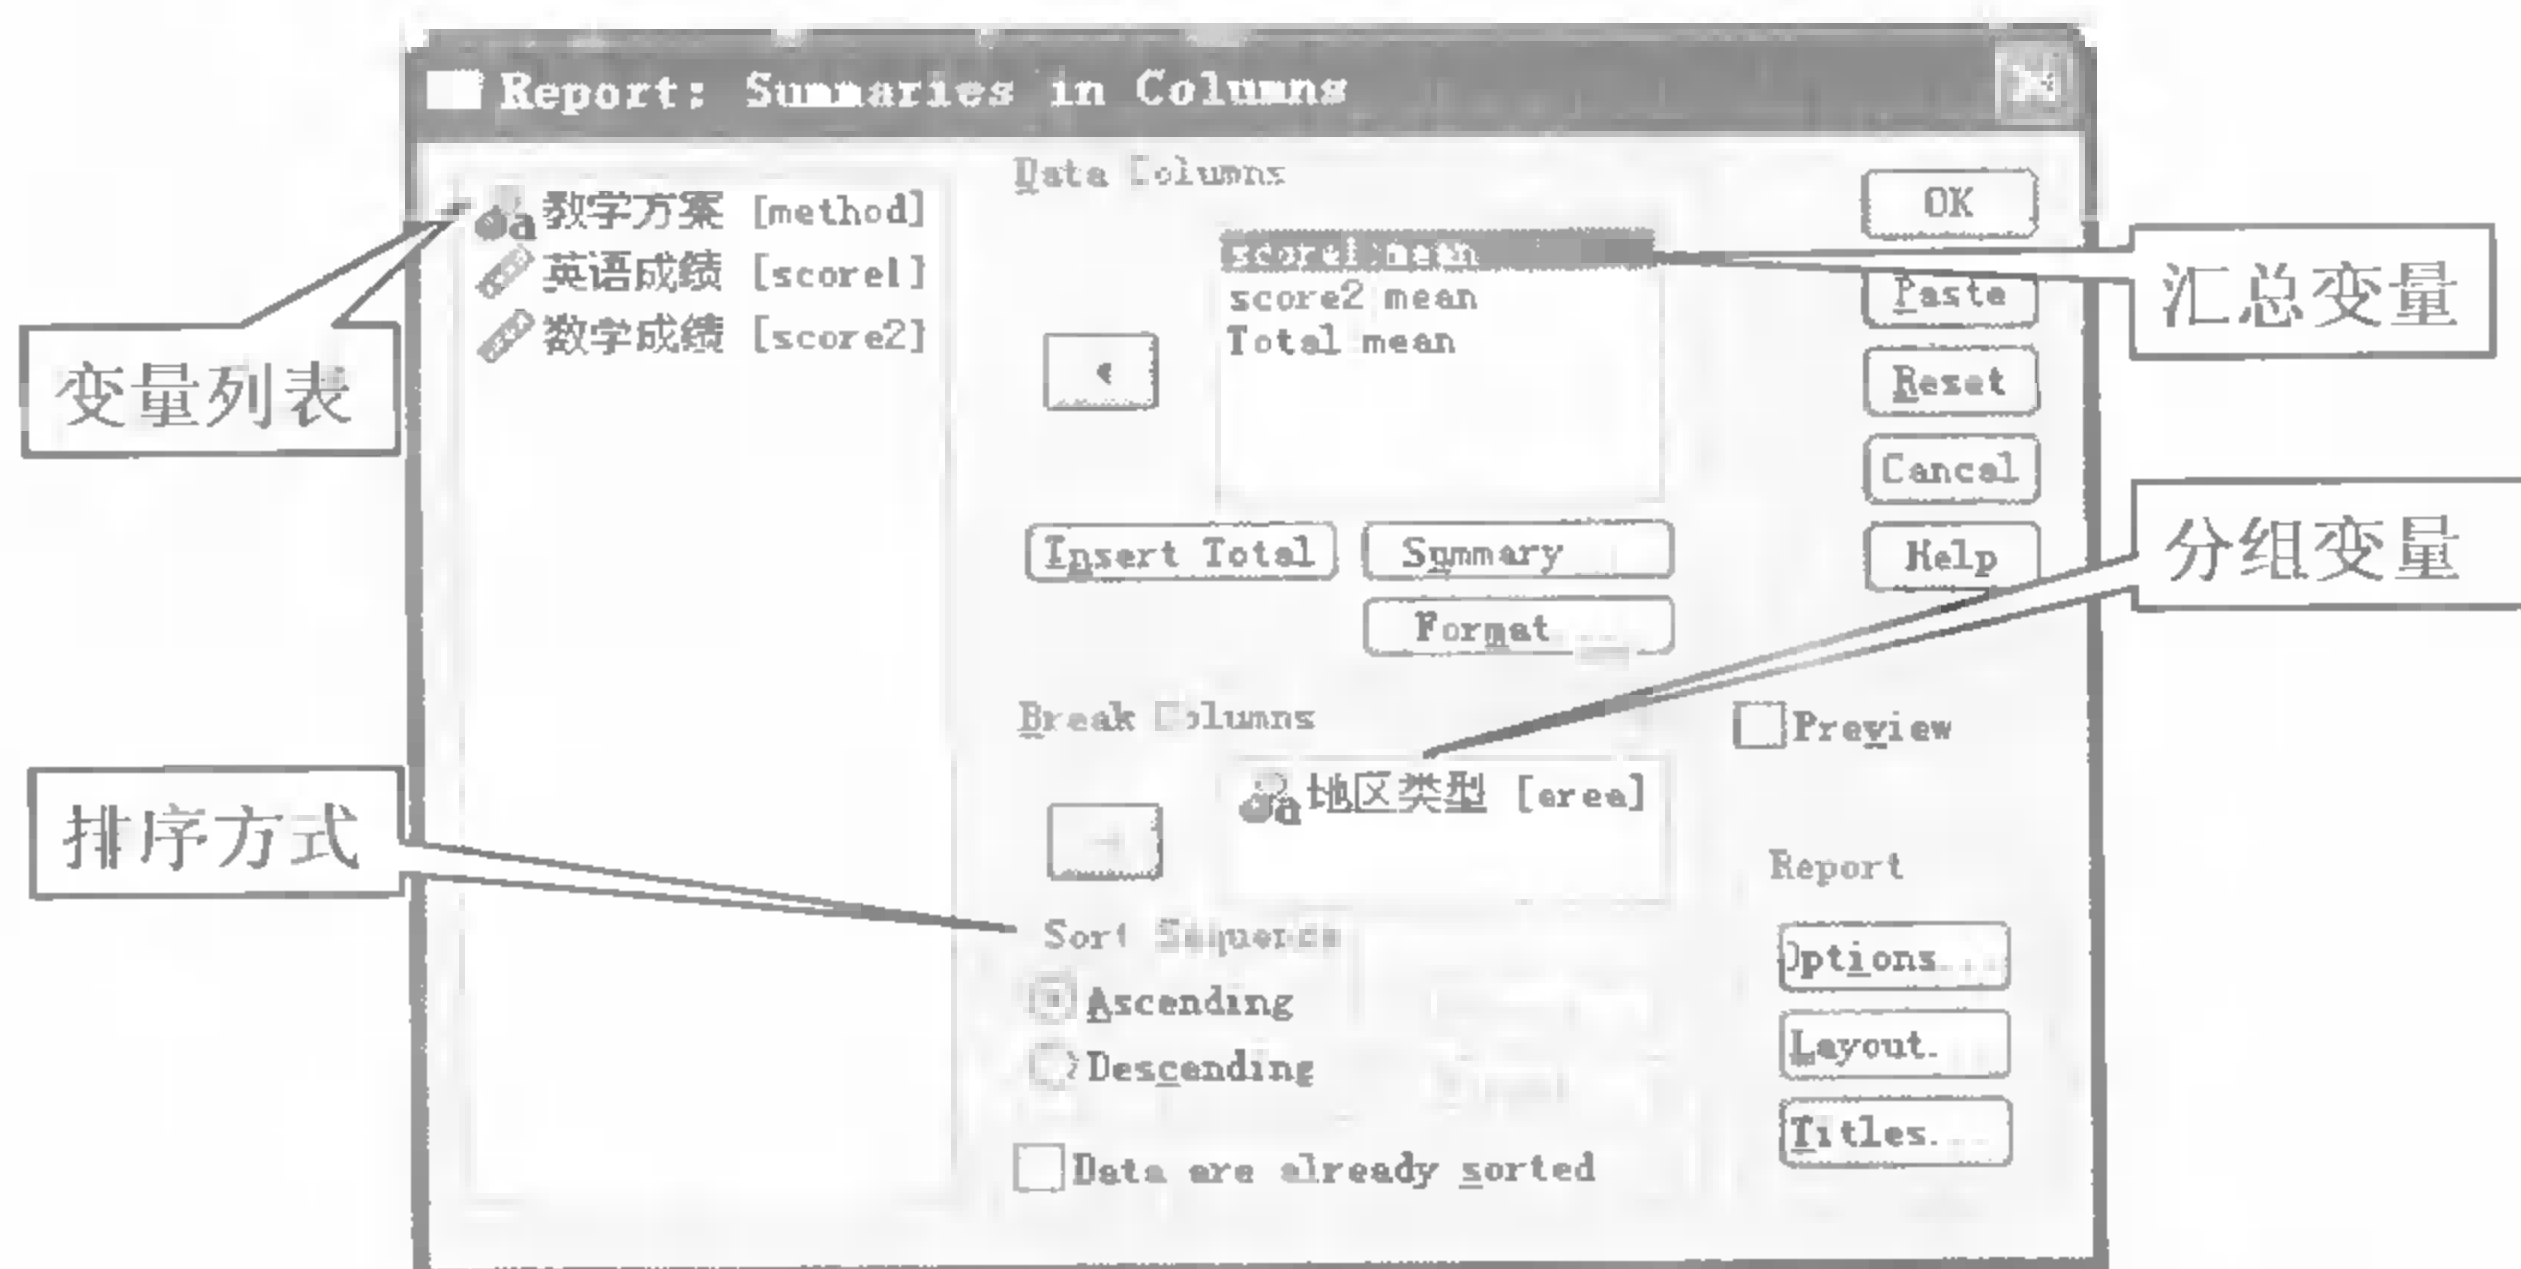 Report: Summaries in Columns
变量列表
教学方案 [method]
英语成绩 [score1]
数学成绩 [score2]
Data Columns
score1 mean
score2 mean
Total mean
Insert Total
Summary
Format
OK
Paste
Reset
Cancel
Help
汇总变量
分组变量
Break Columns
地区类型 [area]
Preview
排序方式
Sort Sequence
Ascending
Descending
Data are already sorted
Report
Options...
Layout.
Titles...